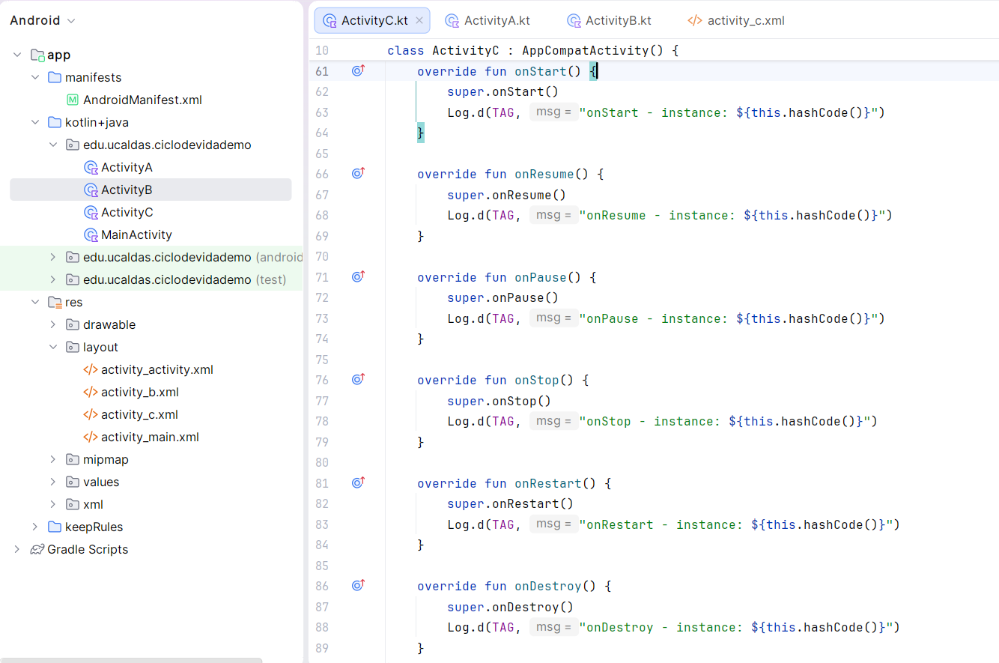 Android
app
manifests
M AndroidManifest.xml
kotlin+java
edu.ucaldas.ciclodevidademo
ActivityA
ActivityB
ActivityC
MainActivity
edu.ucaldas.ciclodevidademo (android
edu.ucaldas.ciclodevidademo (test)
res
drawable
layout
</> activity_activity.xml
</> activity_b.xml
</> activity_c.xml
</> activity_main.xml
mipmap
values
xml
keepRules
Gradle Scripts
ActivityC.kt ActivityA.kt ActivityB.kt </> activity_c.xml
10 class ActivityC : AppCompatActivity() {
61     override fun onStart() {
62         super.onStart()
63         Log.d(TAG, msg = "onStart - instance: ${this.hashCode()}")
64     }
65
66     override fun onResume() {
67         super.onResume()
68         Log.d(TAG, msg = "onResume - instance: ${this.hashCode()}")
69     }
70
71     override fun onPause() {
72         super.onPause()
73         Log.d(TAG, msg = "onPause - instance: ${this.hashCode()}")
74     }
75
76     override fun onStop() {
77         super.onStop()
78         Log.d(TAG, msg = "onStop - instance: ${this.hashCode()}")
79     }
80
81     override fun onRestart() {
82         super.onRestart()
83         Log.d(TAG, msg = "onRestart - instance: ${this.hashCode()}")
84     }
85
86     override fun onDestroy() {
87         super.onDestroy()
88         Log.d(TAG, msg = "onDestroy - instance: ${this.hashCode()}")
89     }